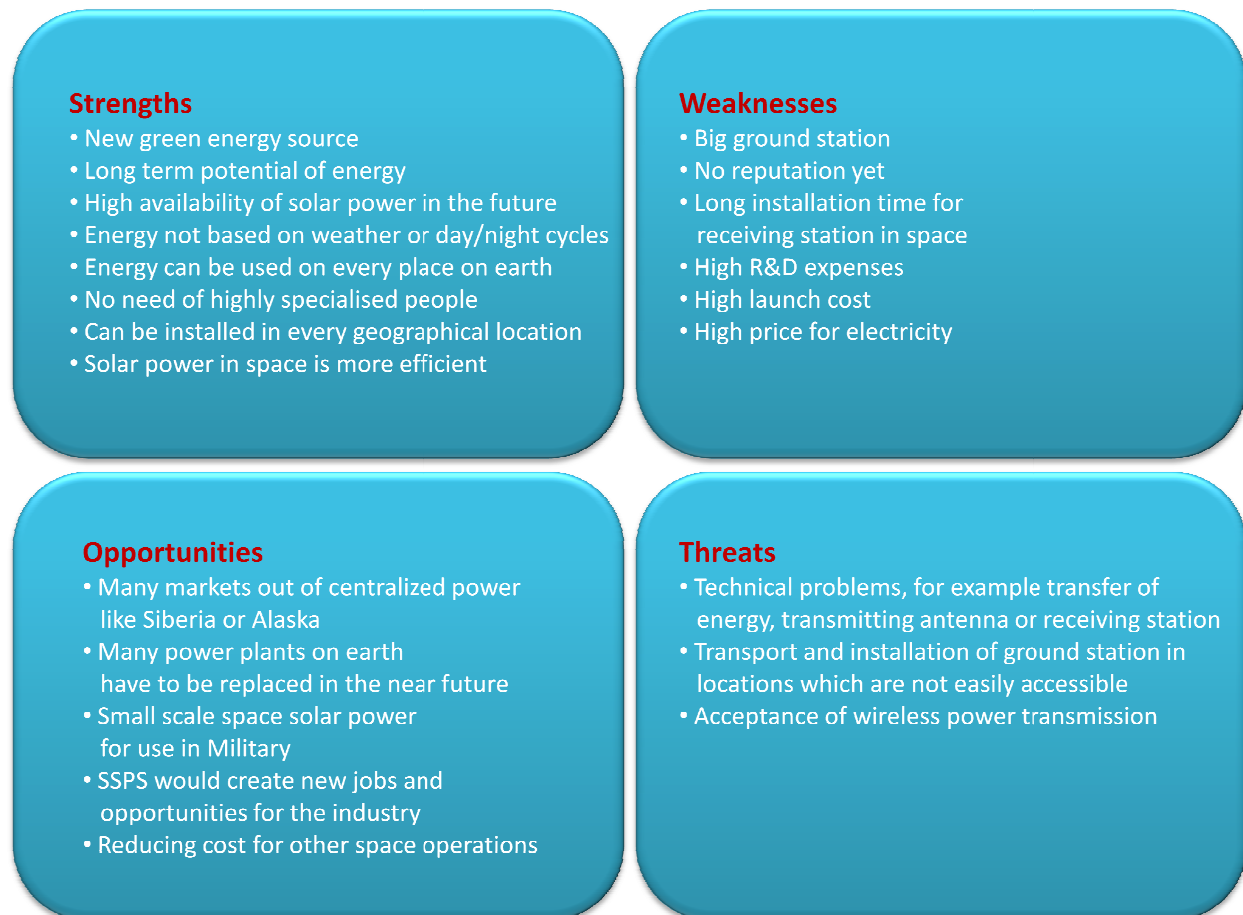 Strengths
• New green energy source
• Long term potential of energy
• High availability of solar power in the future
• Energy not based on weather or day/night cycles
• Energy can be used on every place on earth
• No need of highly specialised people
• Can be installed in every geographical location
• Solar power in space is more efficient
Weaknesses
• Big ground station
• No reputation yet
• Long installation time for
receiving station in space
• High R&D expenses
• High launch cost
• High price for electricity
Opportunities
• Many markets out of centralized power
like Siberia or Alaska
• Many power plants on earth
have to be replaced in the near future
• Small scale space solar power
for use in Military
• SSPS would create new jobs and
opportunities for the industry
• Reducing cost for other space operations
Threats
• Technical problems, for example transfer of
energy, transmitting antenna or receiving station
• Transport and installation of ground station in
locations which are not easily accessible
• Acceptance of wireless power transmission